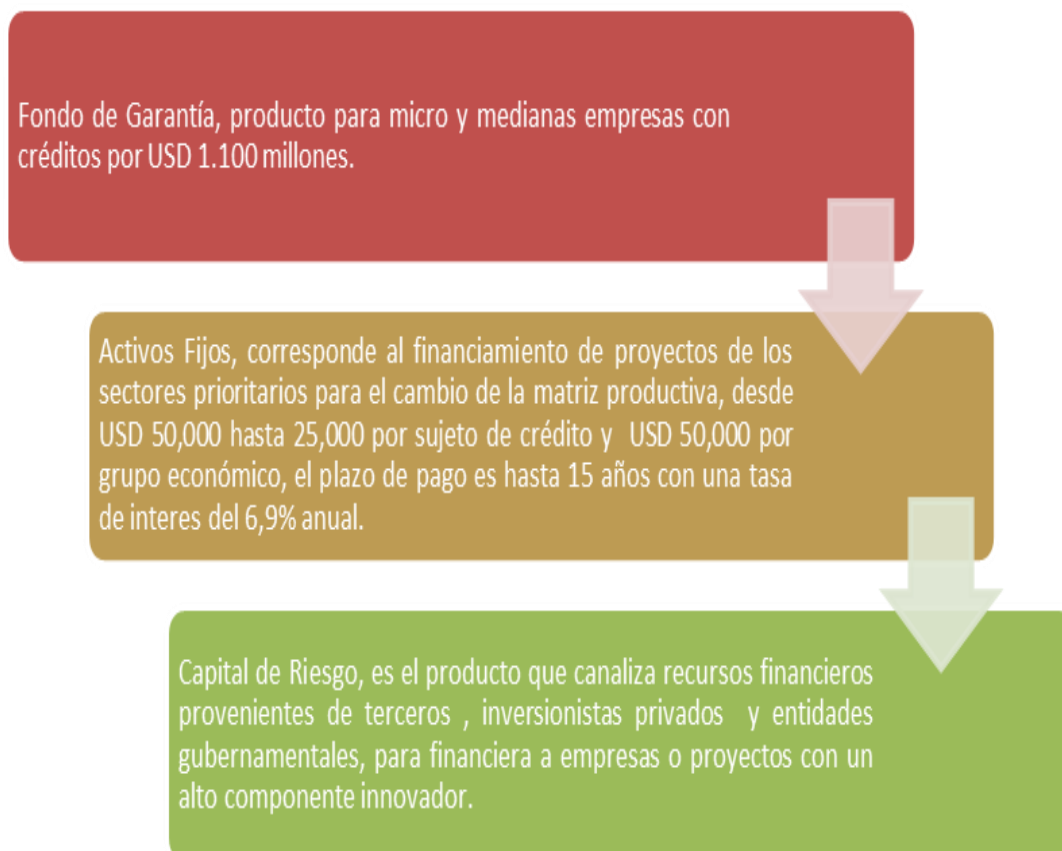 Fondo de Garantía, producto para micro y medianas empresas con
créditos por USD 1.100 millones.
Activos Fijos, corresponde al financiamiento de proyectos de los
sectores prioritarios para el cambio de la matriz productiva, desde
USD 50,000 hasta 25,000 por sujeto de crédito y USD 50,000 por
grupo económico, el plazo de pago es hasta 15 años con una tasa
de interes del 6,9% anual.
Capital de Riesgo, es el producto que canaliza recursos financieros
provenientes de terceros , inversionistas privados y entidades
gubernamentales, para financiera a empresas o proyectos con un
alto componente innovador.